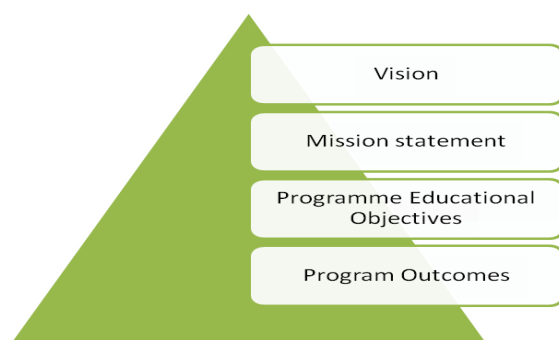 Vision
Mission statement
Programme Educational
Objectives
Program Outcomes